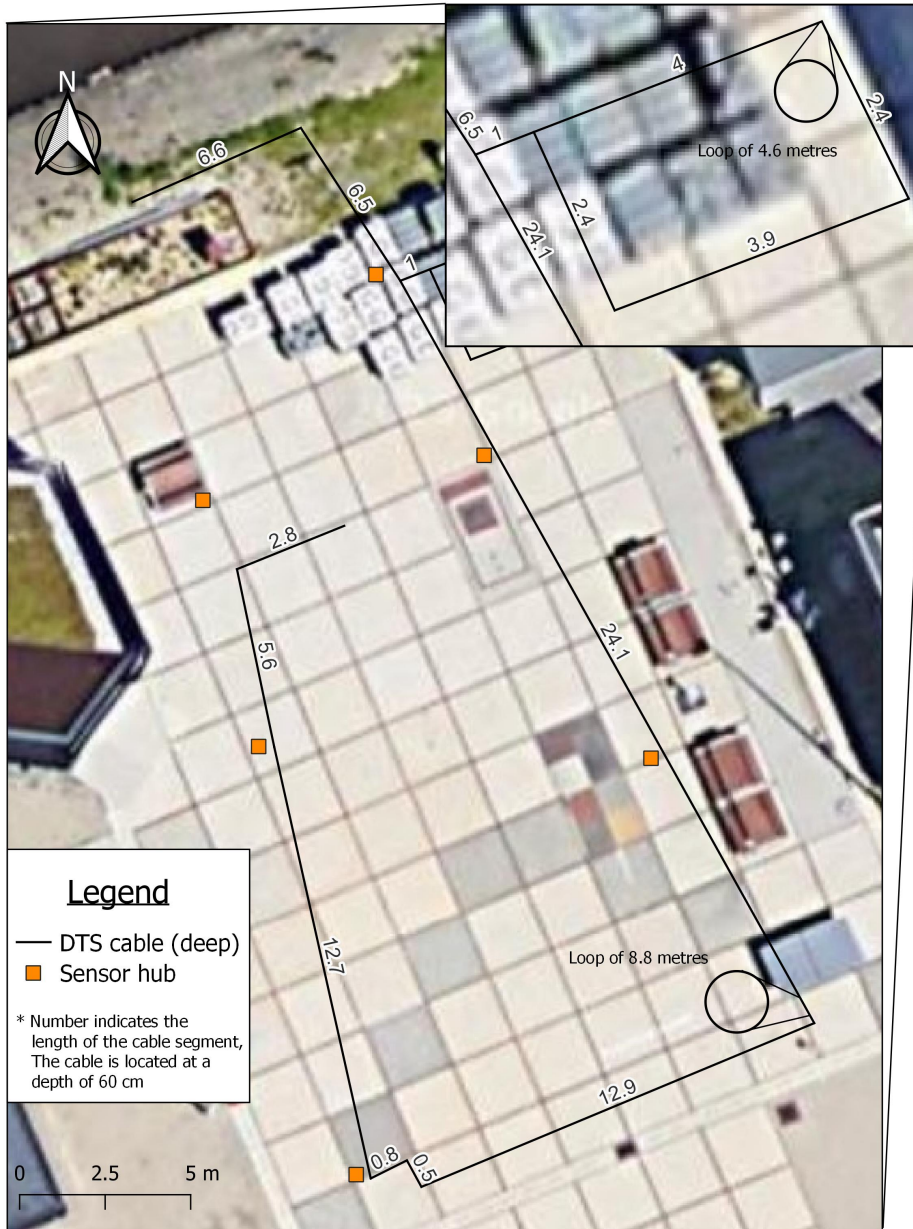 N
6.6
6.5
1
2.8
5.6
24.1
12.7
12.9
0.8
0.5
6.5
1
4
2.4
Loop of 4.6 metres
24.1
2.4
3.9
Loop of 8.8 metres
Legend
DTS cable (deep)
Sensor hub
* Number indicates the
length of the cable segment,
The cable is located at a
depth of 60 cm
0 2.5 5 m